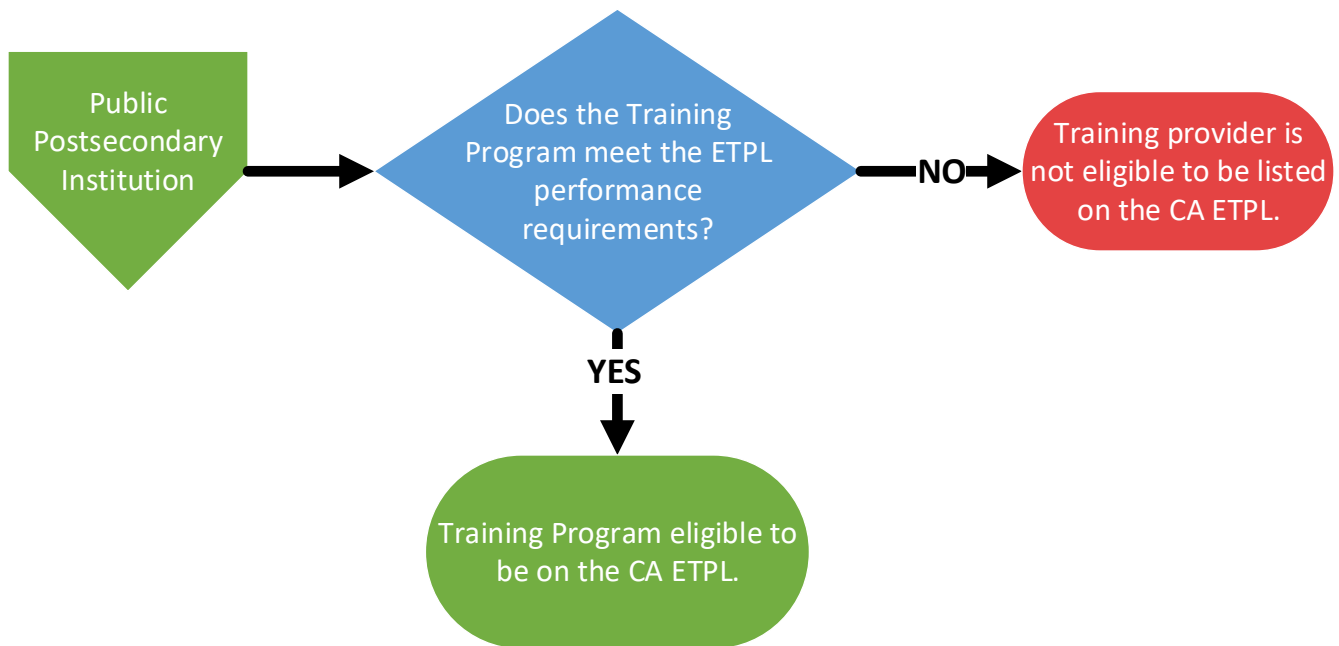 Public
Postsecondary
Institution
Does the Training
Program meet the ETPL
performance
requirements?
NO
Training provider is
not eligible to be listed
on the CA ETPL.
YES
Training Program eligible to
be on the CA ETPL.